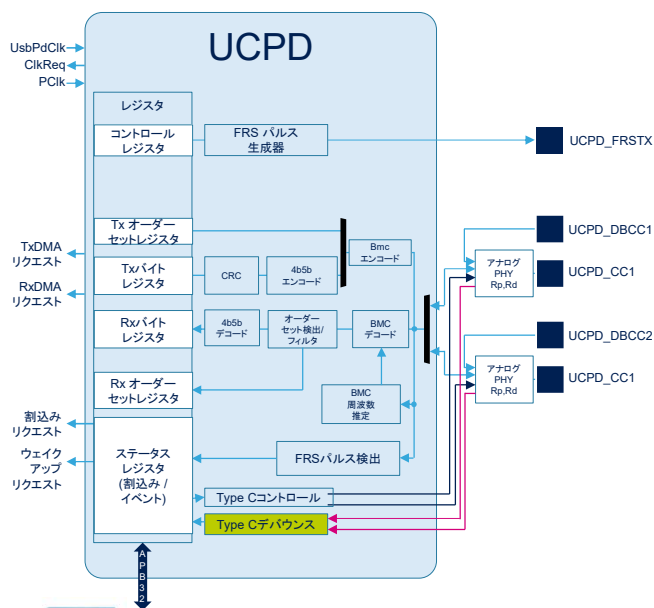 UCPD
UsbPdClk
ClkReq
PClk
レジスタ
コントロール
レジスタ
FRS パルス
生成器
UCPD_FRSTX
Tx オーダー
セットレジスタ
Bmc
エンコード
TxDMA
リクエスト
Txバイト
レジスタ
CRC
4b5b
エンコード
RxDMA
リクエスト
Rxバイト
レジスタ
4b5b
デコード
オーダー
セット検出/
フィルタ
BMC
デコード
UCPD_DBCC1
アナログ
PHY
Rp,Rd
UCPD_CC1
UCPD_DBCC2
アナログ
PHY
Rp,Rd
UCPD_CC1
Rx オーダー
セットレジスタ
BMC
周波数
推定
割込み
リクエスト
ウェイク
アップ
リクエスト
ステータス
レジスタ
(割込み /
イベント)
FRSパルス検出
Type Cコントロール
Type Cデバウンス
APB32